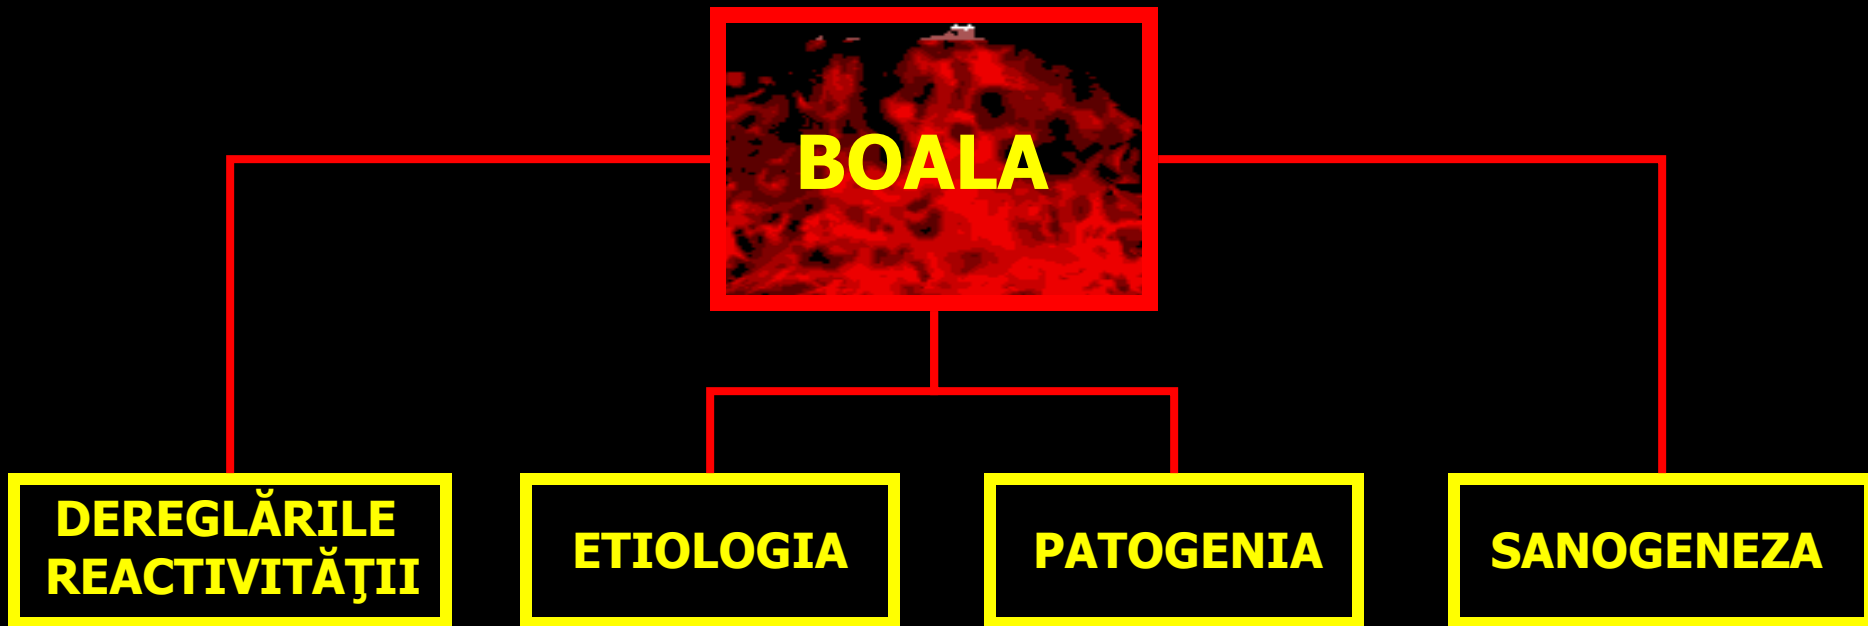 BOALA
DEREGLĂRILE
REACTIVITĂŢII
ETIOLOGIA
PATOGENIA
SANOGENEZA